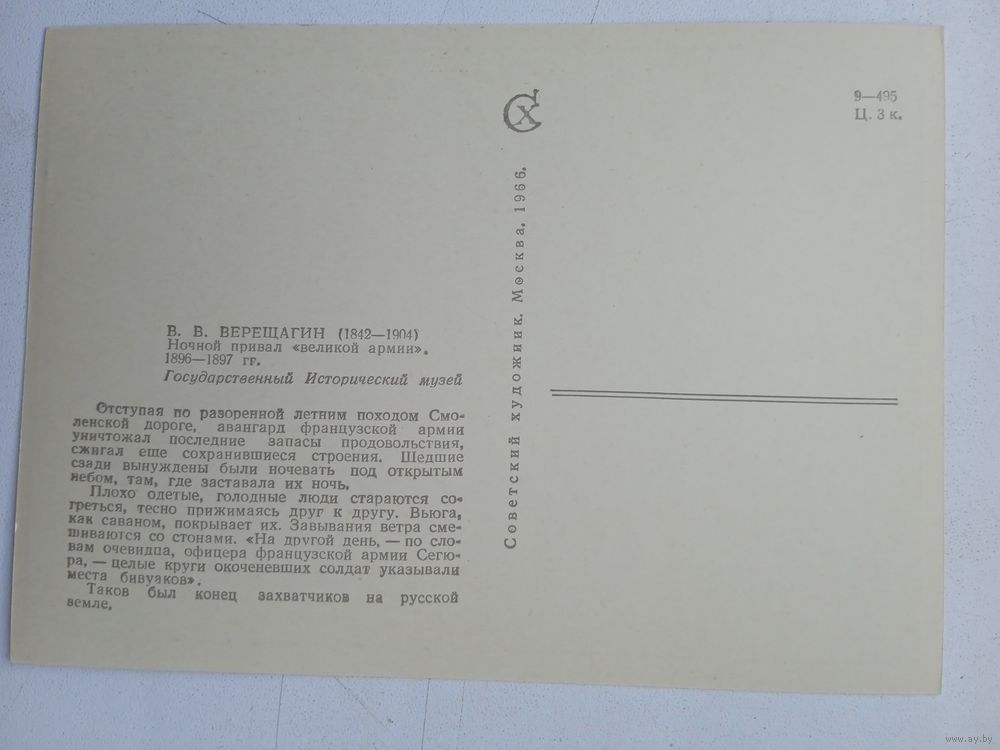 В. В. ВЕРЕЩАГИН (1842—1904)
Ночной привал «великой армии».
1896—1897 гг.
Государственный Исторический музей
Отступая по разоренной летним походом Смо-
ленской дороге, авангард французской армии
уничтожал последние запасы продовольствия,
сжигал еще сохранившиеся строения. Шедшие
сзади вынуждены были ночевать под открытым
небом, там, где заставала их ночь.
Плохо одетые, голодные люди стараются со-
греться, тесно прижимаясь друг к другу. Вьюга,
как саваном, покрывает их. Завывания ветра сме-
шиваются со стонами. «На другой день, — по сло-
вам очевидца, офицера французской армии Сегю-
ра, — целые круги окоченевших солдат указывали
места бивуаков».
Таков был конец захватчиков на русской
земле.
СХ
Советский художник. Москва. 1966.
9—495
Ц. 3 к.
www.ay.by